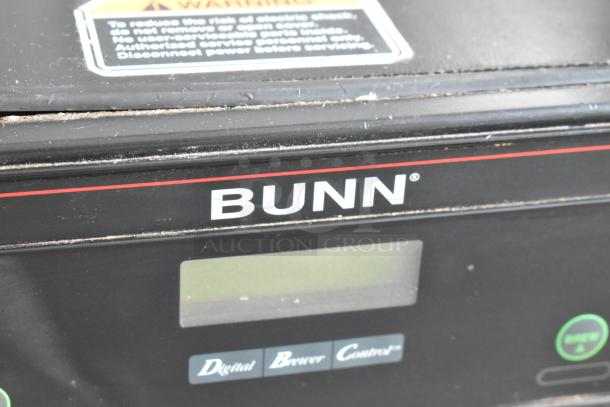 WARNING
To reduce the risk of electric shock,
do not remove or open cover.
No user-serviceable parts inside.
Authorized service personnel only.
Disconnect power before servicing.
BUNN®
AUCTION GROUP
Digital Brewer Control™
BREW